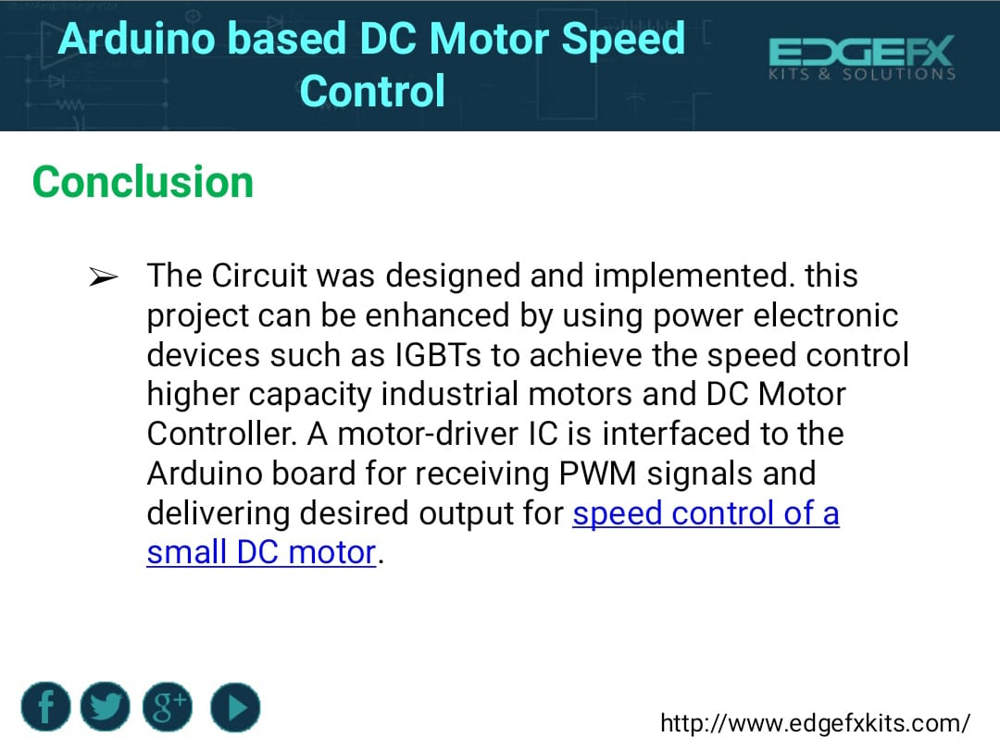 Arduino based DC Motor Speed
Control
EDGEFX
KITS & SOLUTIONS
Conclusion
➢ The Circuit was designed and implemented. this
project can be enhanced by using power electronic
devices such as IGBTs to achieve the speed control
higher capacity industrial motors and DC Motor
Controller. A motor-driver IC is interfaced to the
Arduino board for receiving PWM signals and
delivering desired output for speed control of a
small DC motor.
f g+
http://www.edgefxkits.com/